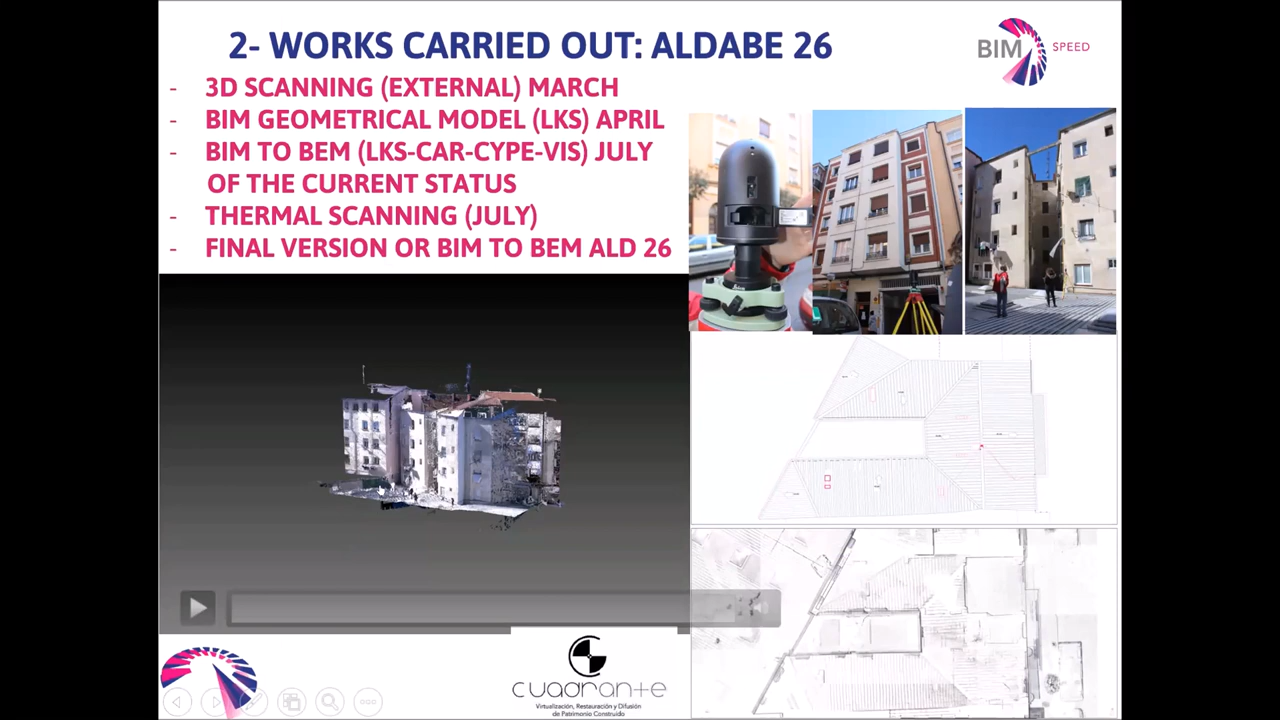 2- WORKS CARRIED OUT: ALDABE 26
BIM SPEED
- 3D SCANNING (EXTERNAL) MARCH
- BIM GEOMETRICAL MODEL (LKS) APRIL
- BIM TO BEM (LKS-CAR-CYPE-VIS) JULY
OF THE CURRENT STATUS
- THERMAL SCANNING (JULY)
- FINAL VERSION OR BIM TO BEM ALD 26
cuadrante
Virtualización, Restauración y Difusión
de Patrimonio Construido